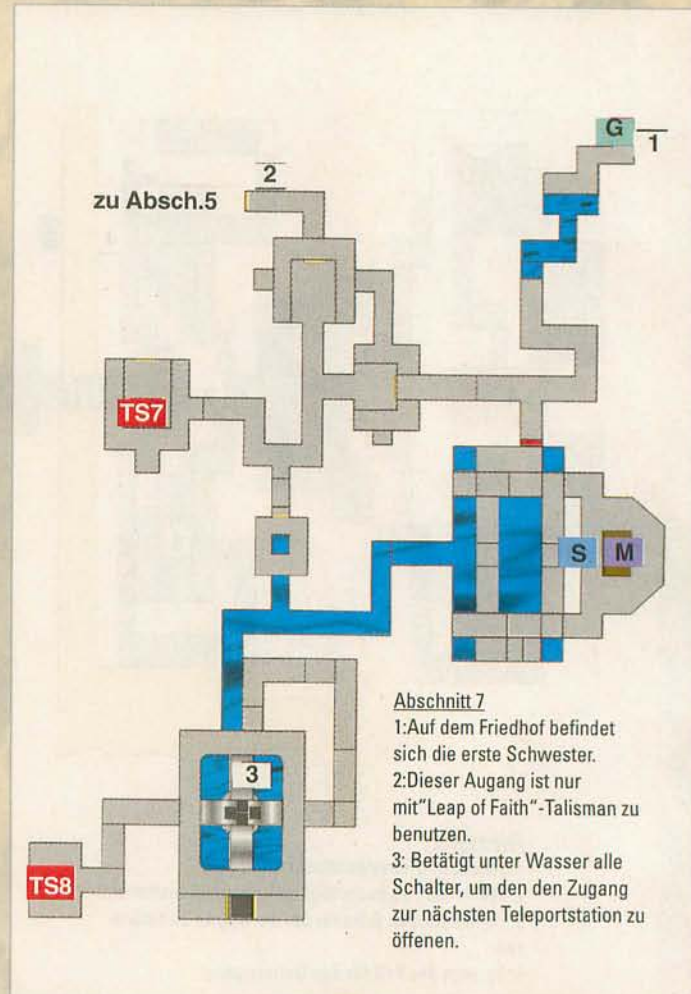 G
1
2
zu Absch.5
TS7
S M
3
TS8
Abschnitt 7
1:Auf dem Friedhof befindet
sich die erste Schwester.
2:Dieser Augang ist nur
mit"Leap of Faith"-Talisman zu
benutzen.
3: Betätigt unter Wasser alle
Schalter, um den den Zugang
zur nächsten Teleportstation zu
öffenen.